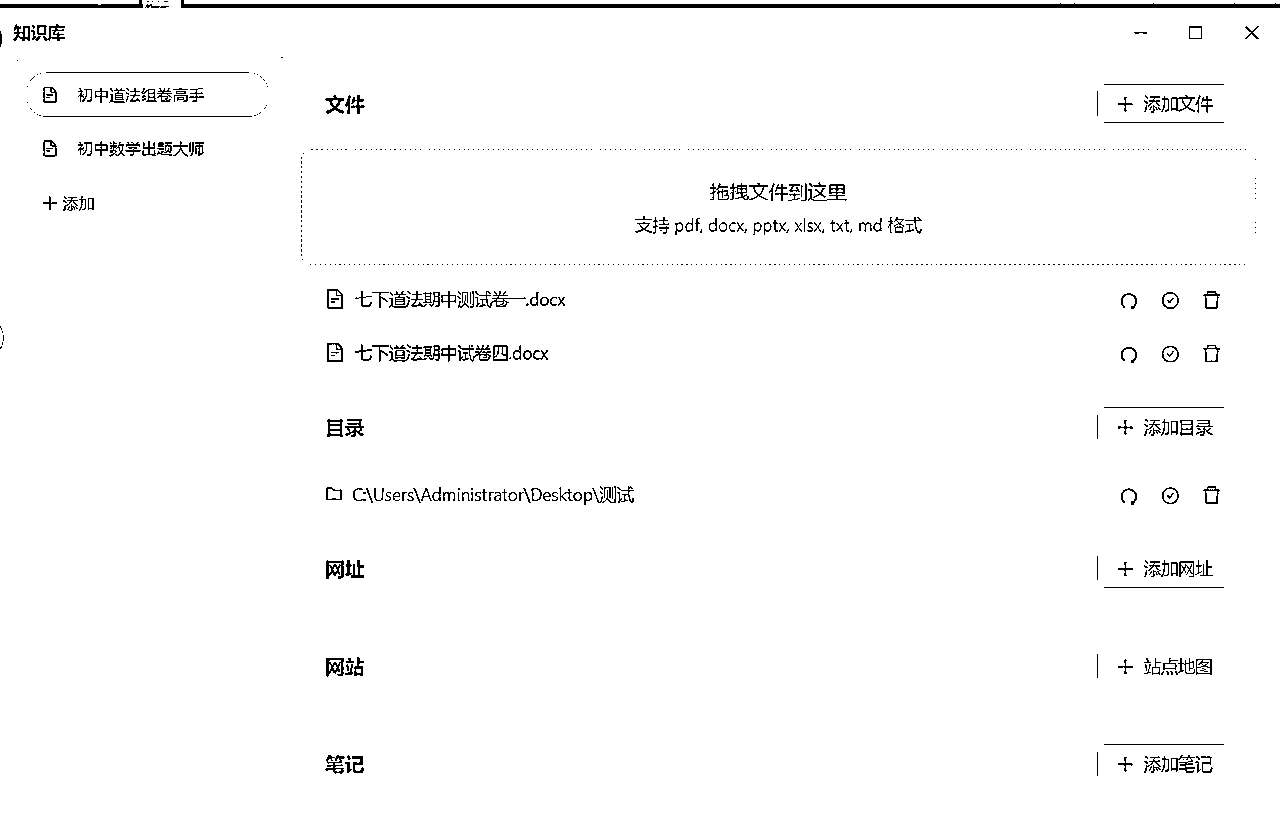 知识库
初中道法组卷高手
初中数学出题大师
添加
文件
添加文件
拖拽文件到这里
支持 pdf, docx, pptx, xlsx, txt, md 格式
七下道法期中测试卷一.docx
七下道法期中试卷四.docx
目录
添加目录
C:\Users\Administrator\Desktop\测试
网址
添加网址
网站
站点地图
笔记
添加笔记